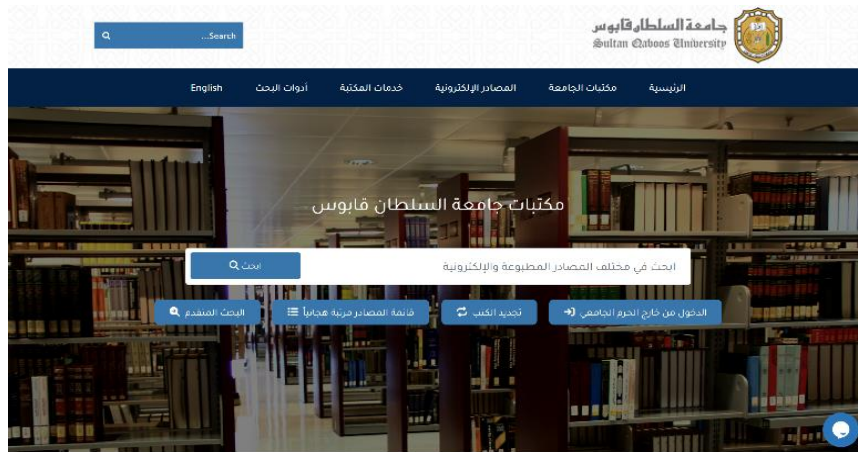 جامعة السلطان قابوس
Sultan Qaboos University
Search...
الرئيسية
مكتبات الجامعة
المصادر الإلكترونية
خدمات المكتبة
أدوات البحث
English
مكتبات جامعة السلطان قابوس
ابحث في مختلف المصادر المطبوعة والإلكترونية
ابحث
الدخول من خارج الحرم الجامعي
تجديد الكتب
قائمة المصادر مرتبة هجائياً
البحث المتقدم